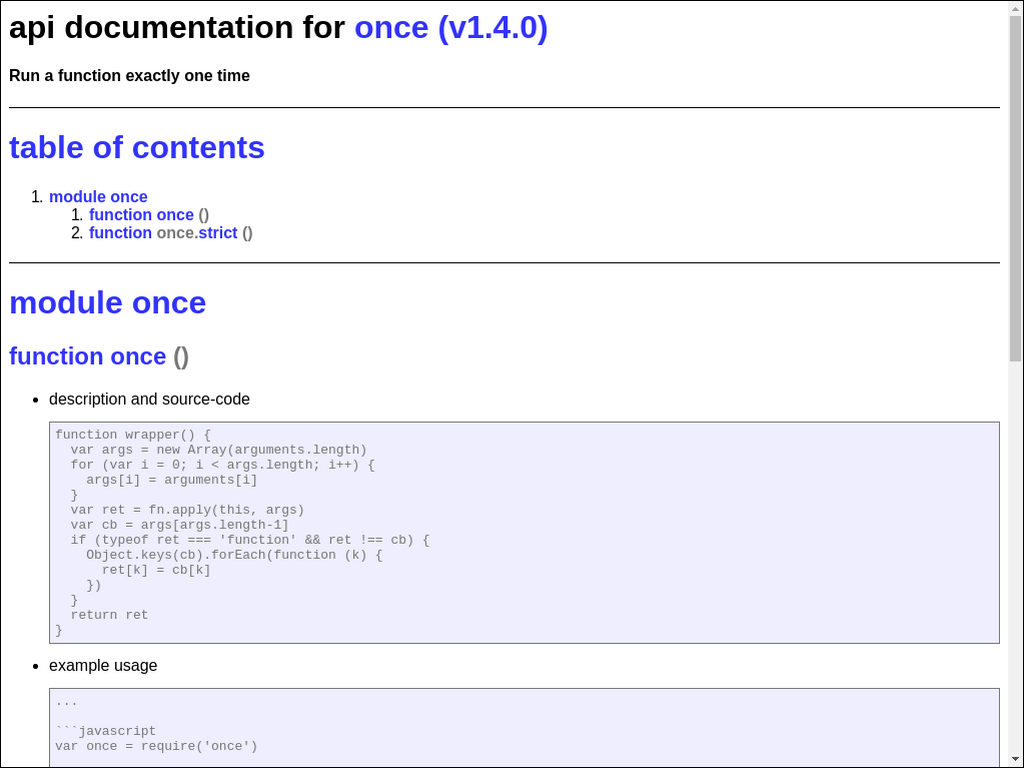 api documentation for once (v1.4.0)
Run a function exactly one time
table of contents
1. module once
1. function once ()
2. function once.strict ()
module once
function once ()
• description and source-code
function wrapper() {
  var args = new Array(arguments.length)
  for (var i = 0; i < args.length; i++) {
    args[i] = arguments[i]
  }
  var ret = fn.apply(this, args)
  var cb = args[args.length-1]
  if (typeof ret === 'function' && ret !== cb) {
    Object.keys(cb).forEach(function (k) {
      ret[k] = cb[k]
    })
  }
  return ret
}
• example usage
...
```javascript
var once = require('once')